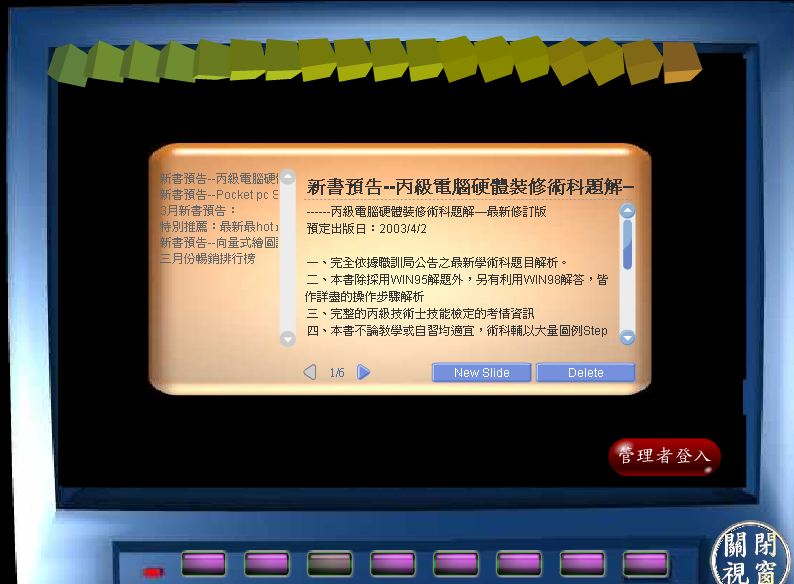 新書預告--丙級電腦硬
新書預告--Pocket pc S
3月新書預告：
特別推薦：最新最hot
新書預告--向量式繪圖
三月份暢銷排行榜
新書預告--丙級電腦硬體裝修術科題解--
------丙級電腦硬體裝修術科題解—最新修訂版
預定出版日：2003/4/2
一、完全依據職訓局公告之最新學術科題目解析。
二、本書除採用WIN95解題外，另有利用WIN98解答，皆
作詳盡的操作步驟解析
三、完整的丙級技術士技能檢定的考情資訊
四、本書不論教學或自習均適宜，術科輔以大量圖例Step
1/6
New Slide
Delete
管理者登入
關閉
視窗